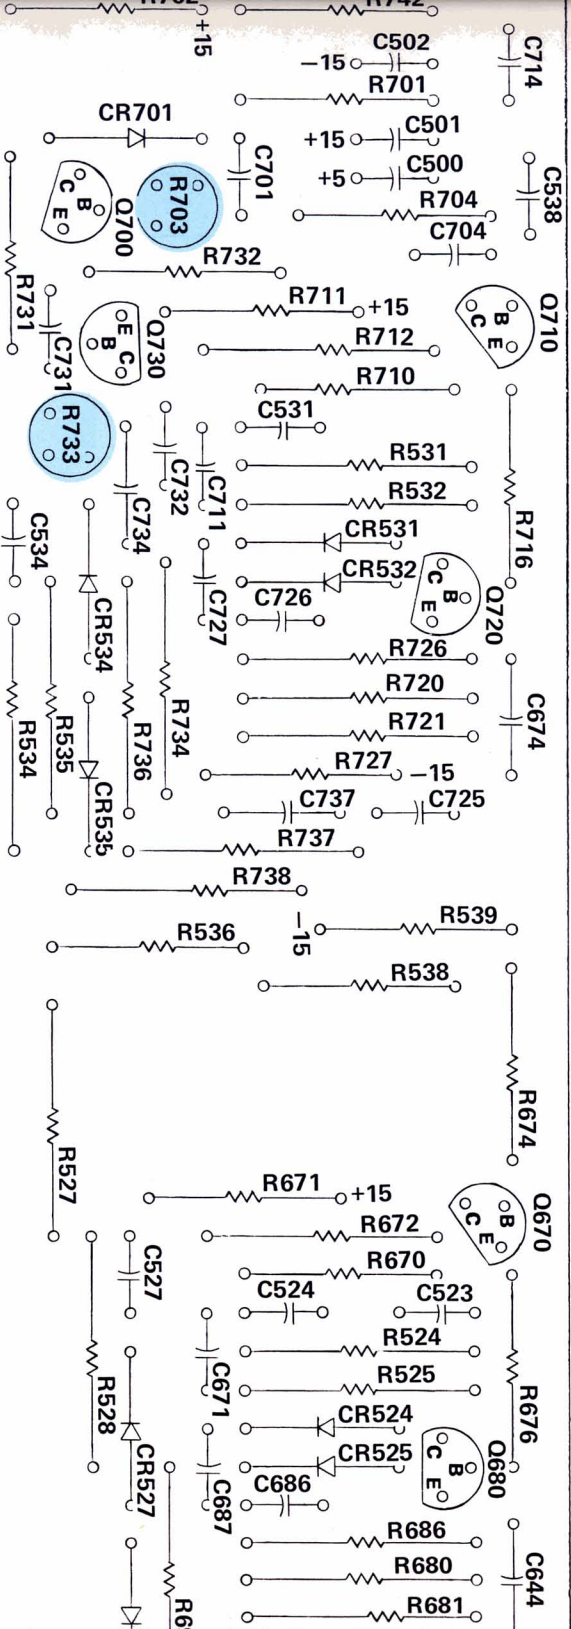 R742
+15
C502
-15
C714
R701
CR701
C501
+15
C701
C500
+5
C538
R703
C
B
E
Q700
R704
C704
R732
R731
R711
+15
Q710
C
B
E
Q730
E
B
C
R712
C731
R710
C531
R733
C732
C711
R531
R532
R716
C734
C534
CR531
CR532
C
B
E
Q720
C727
C726
CR534
R726
C674
R534
R535
R736
R734
R720
R721
R727
-15
C737
C725
CR535
R737
R738
-15
R539
R536
R538
R674
R527
R671
+15
Q670
C
B
E
R672
C527
R670
C524
C523
R524
C671
R525
R676
R528
CR524
CR527
CR525
C
B
E
Q680
C687
C686
R686
C644
R680
R681